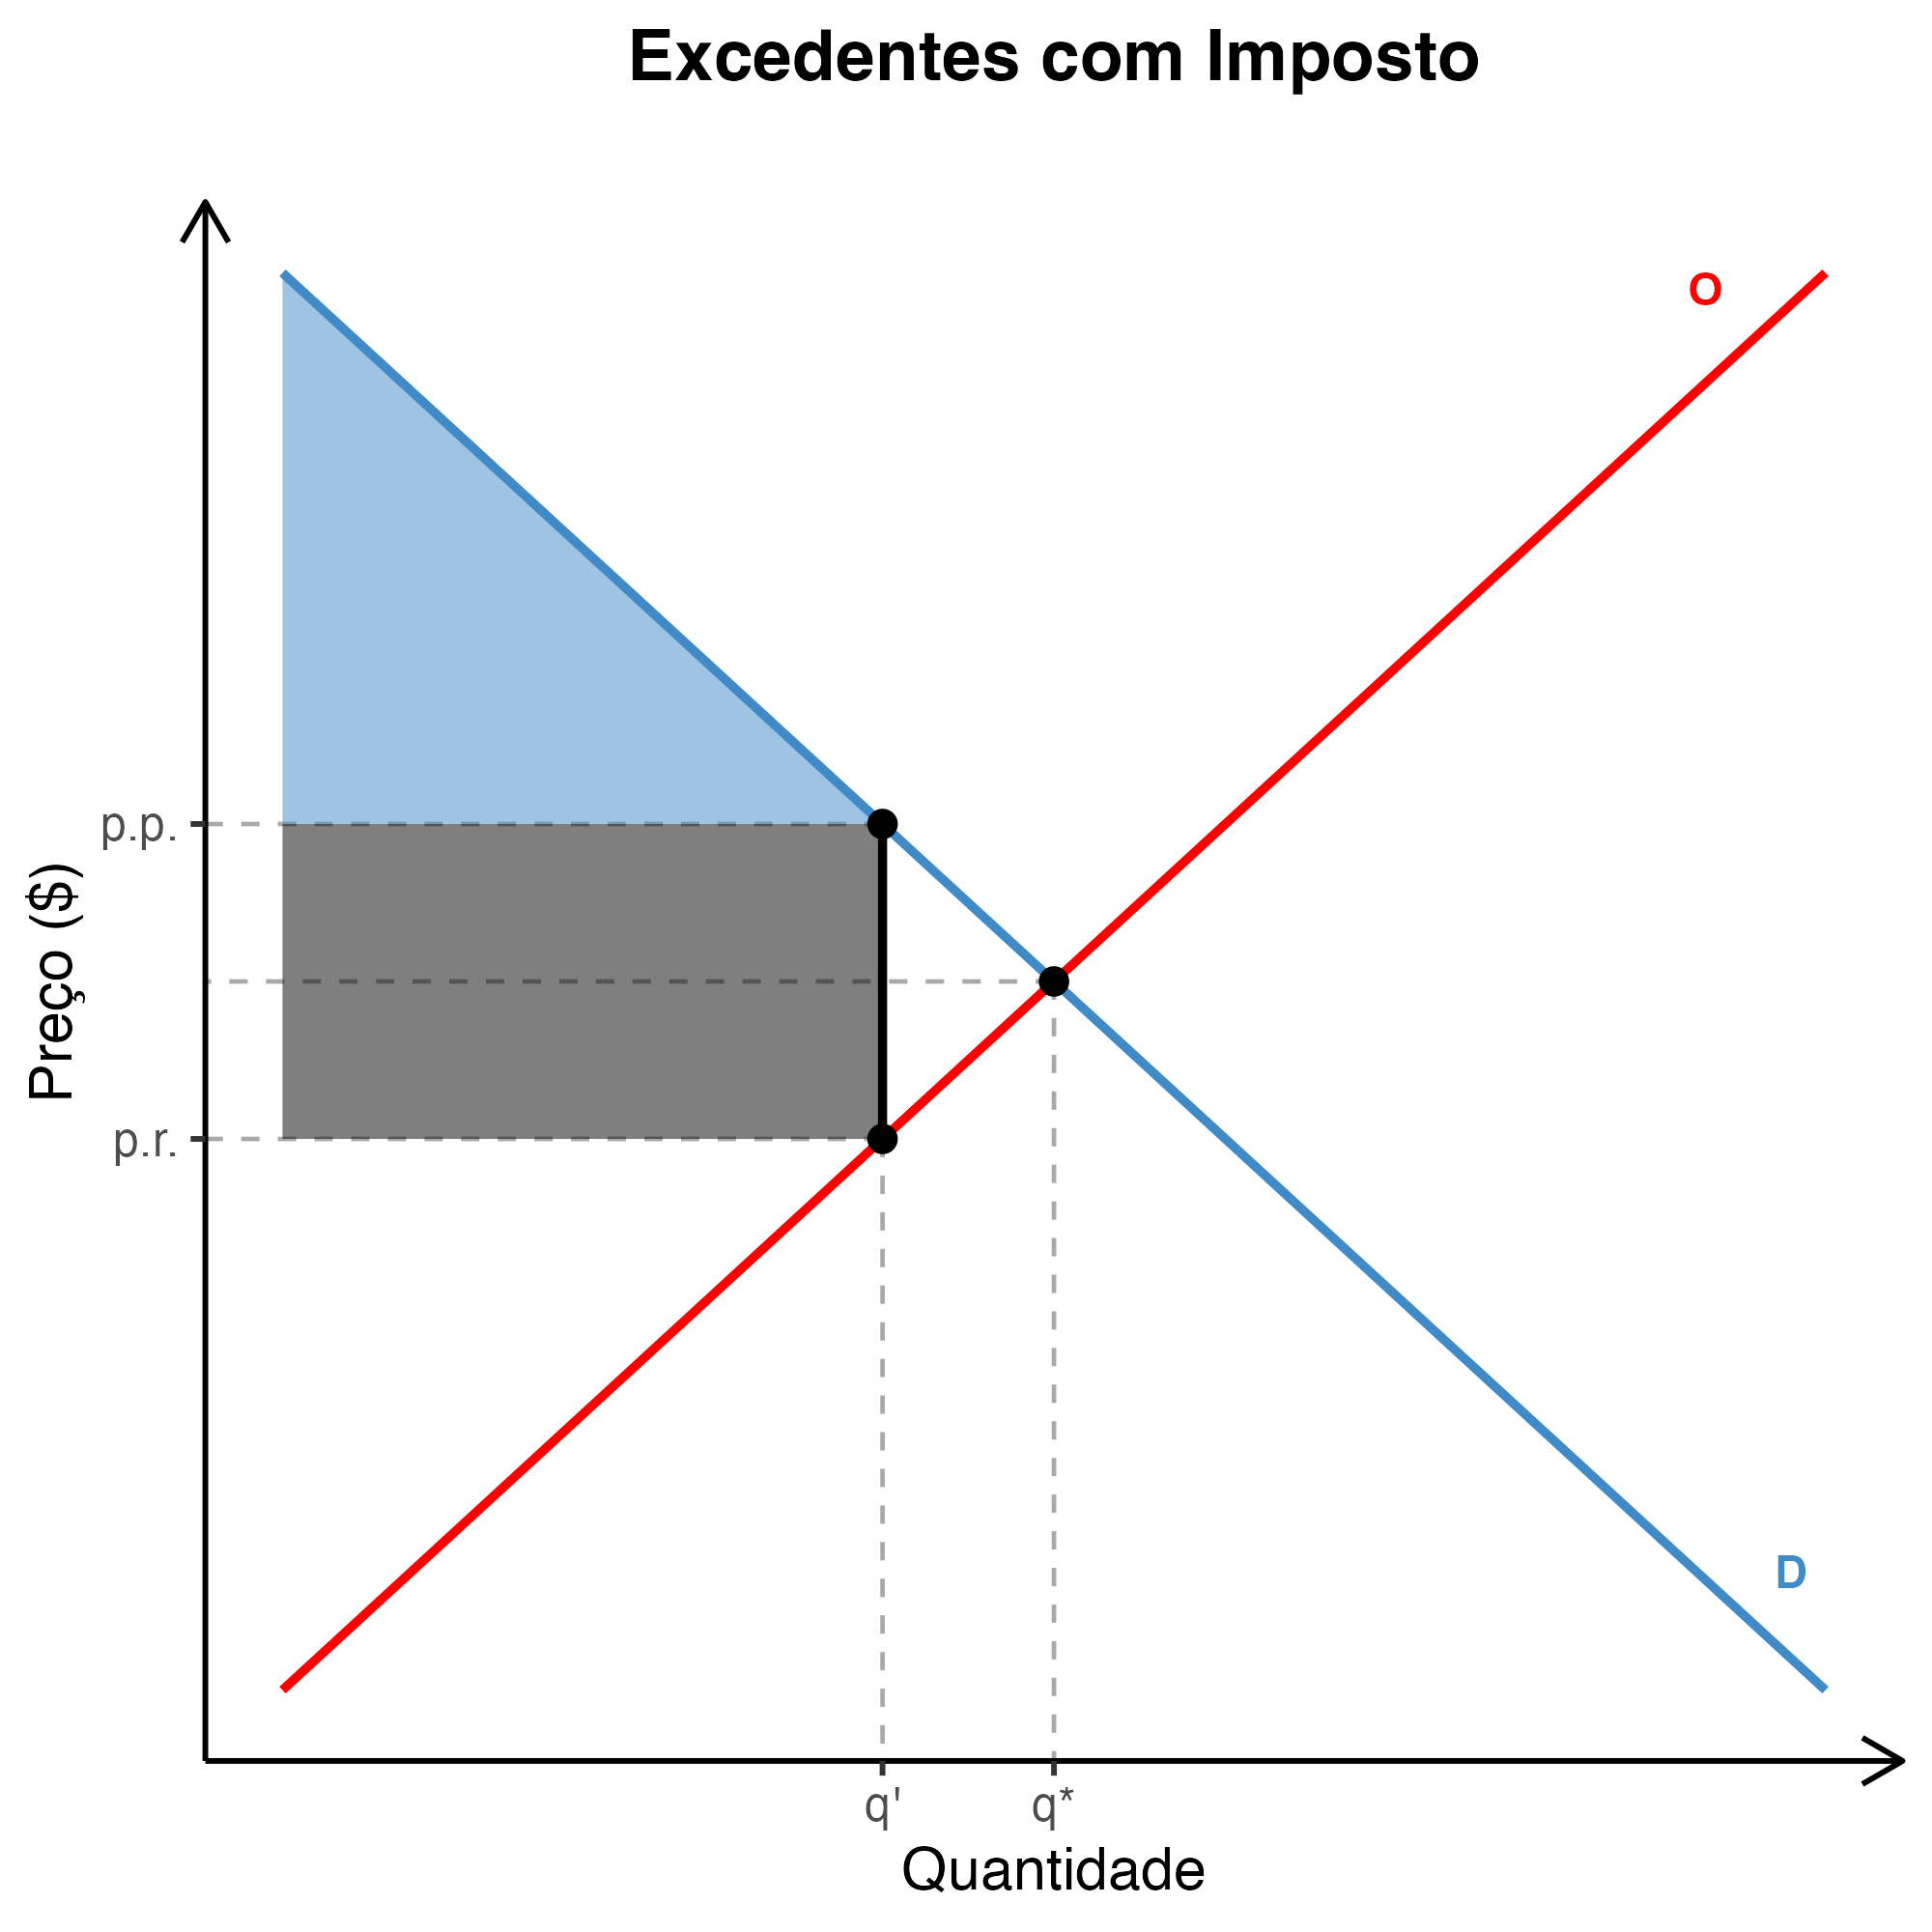 Excedentes com Imposto
O
p.p.
Preço ($)
p.r.
D
q'
q*
Quantidade